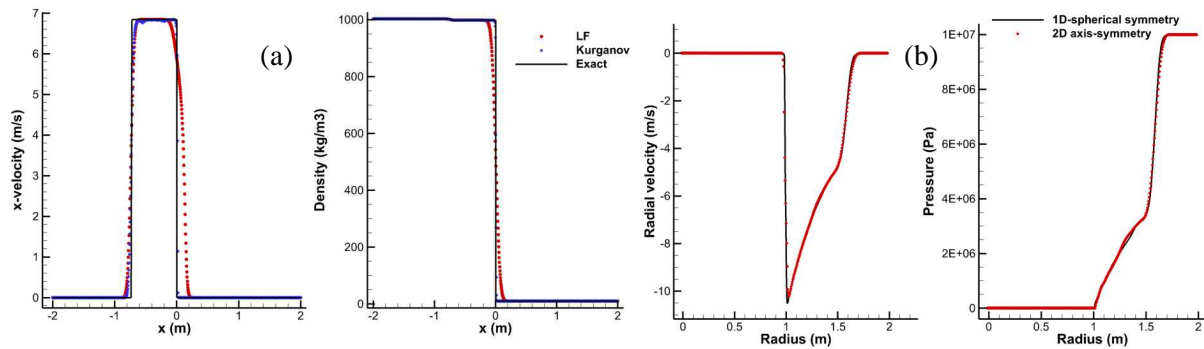 7
6
5
4
3
2
1
0
x-velocity (m/s)
-2
-1
0
1
2
x (m)
(a)
1000
800
600
400
200
0
Density (kg/m3)
-2
-1
0
1
2
x (m)
LF
Kurganov
Exact
0
-2
-4
-6
-8
-10
Radial velocity (m/s)
0
0.5
1
1.5
2
Radius (m)
(b)
1D-spherical symmetry
2D axis-symmetry
1E+07
8E+06
6E+06
4E+06
2E+06
0
Pressure (Pa)
0
0.5
1
1.5
2
Radius (m)